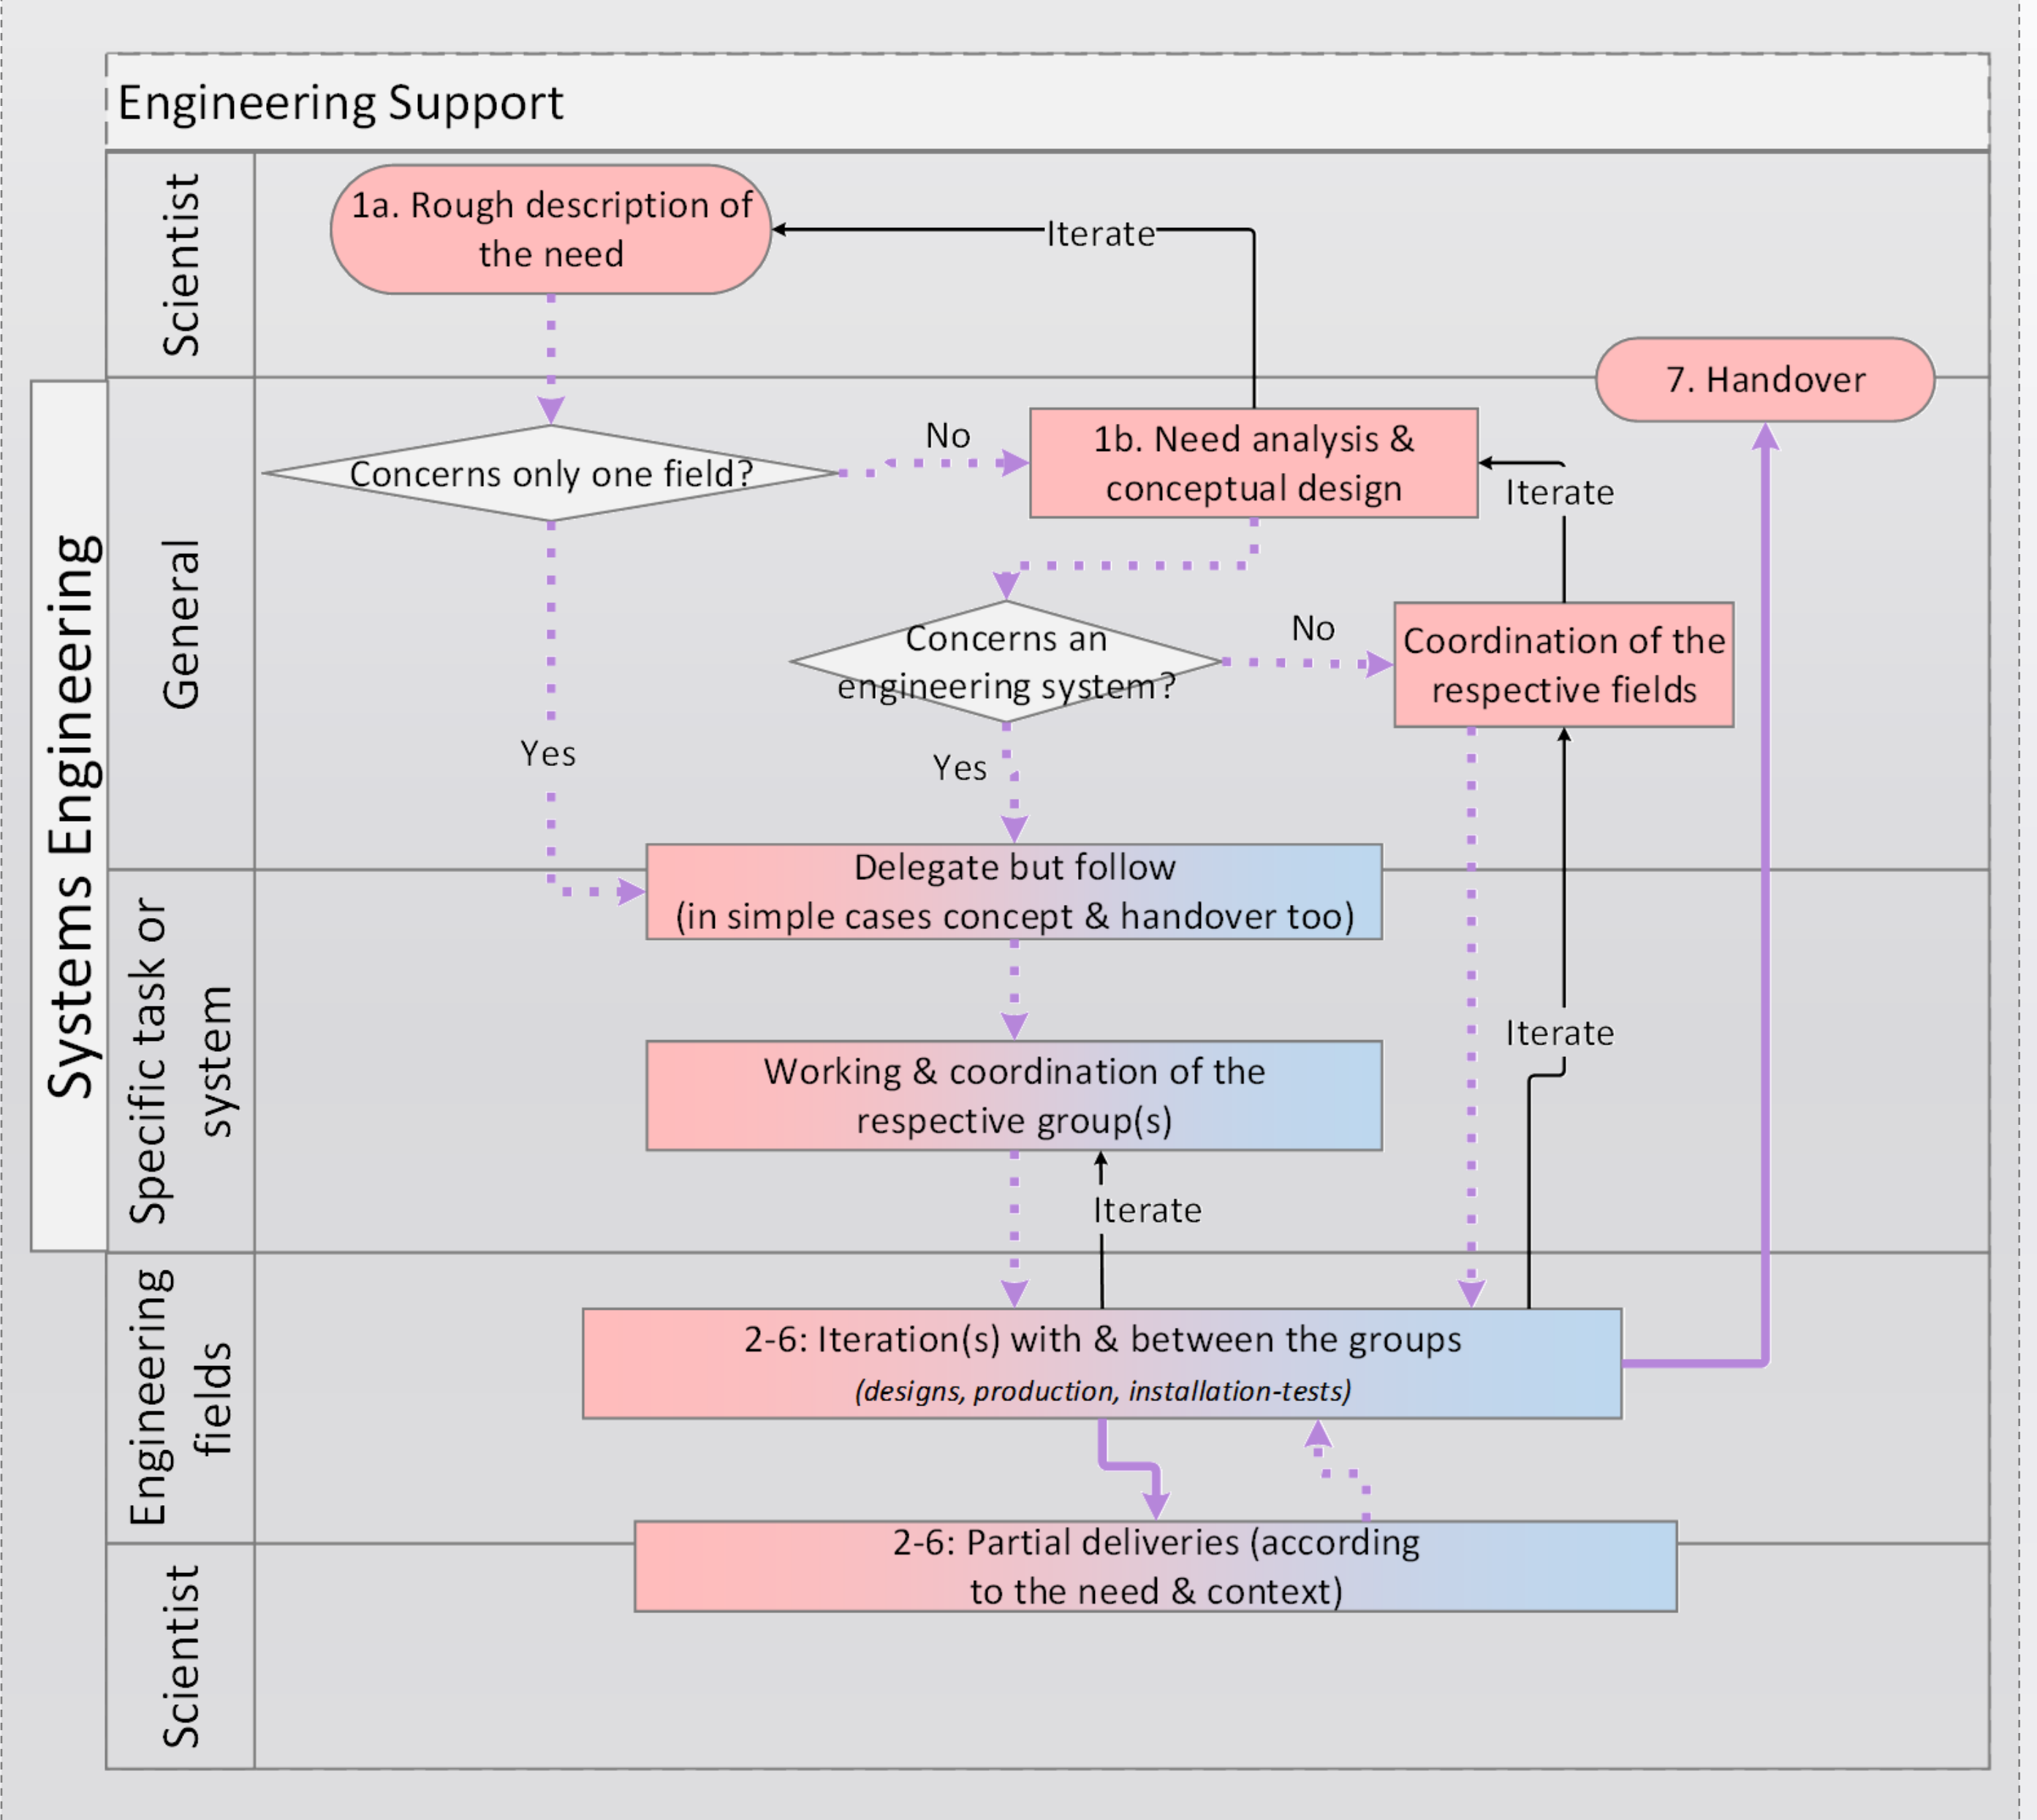 Engineering Support
Scientist
1a. Rough description of
the need
Iterate
7. Handover
Systems Engineering
General
Concerns only one field?
No
1b. Need analysis &
conceptual design
Iterate
Concerns an
engineering system?
No
Coordination of the
respective fields
Yes
Yes
Specific task or
system
Delegate but follow
(in simple cases concept & handover too)
Working & coordination of the
respective group(s)
Iterate
Iterate
Engineering
fields
2-6: Iteration(s) with & between the groups
(designs, production, installation-tests)
2-6: Partial deliveries (according
to the need & context)
Scientist